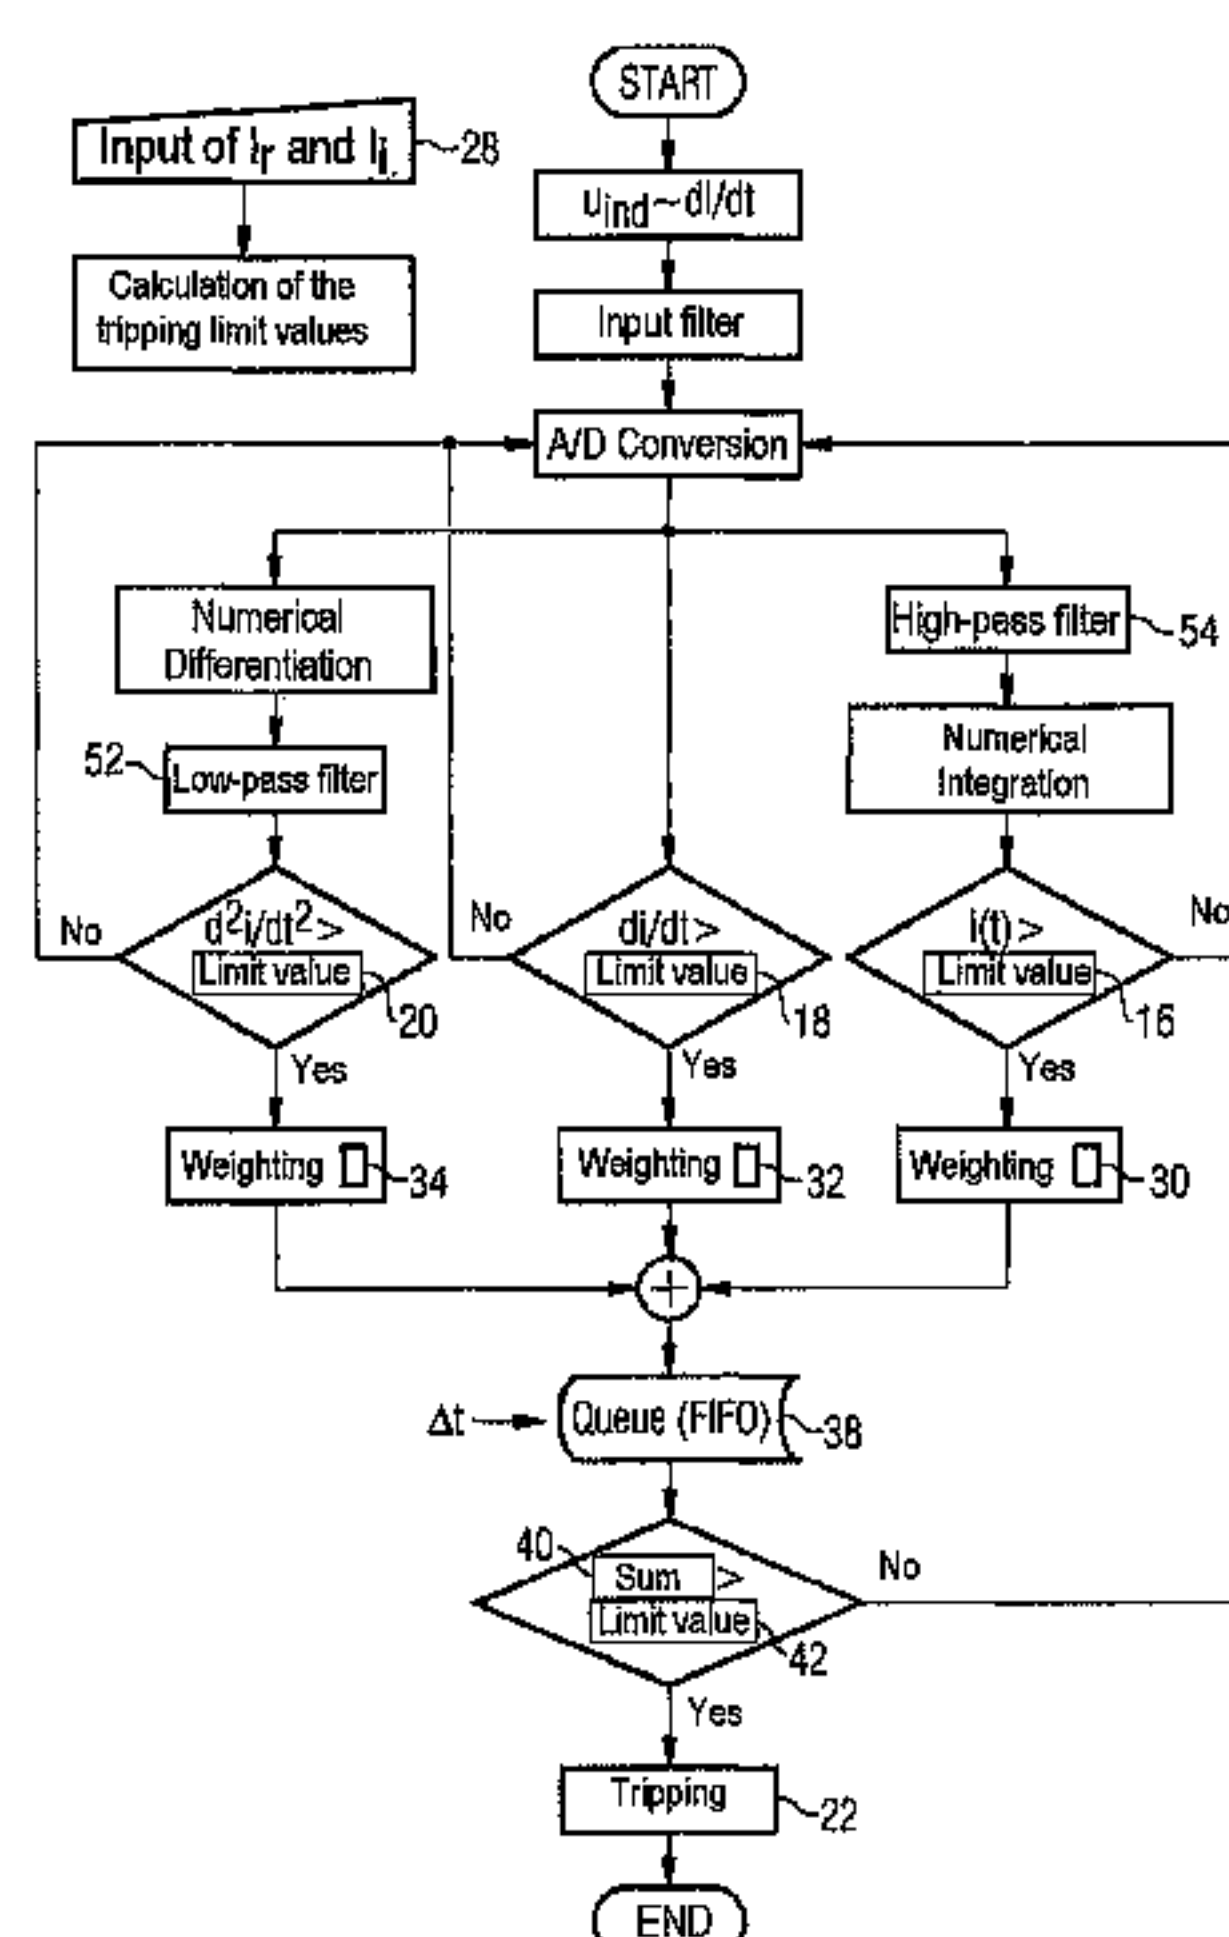 START
Input of Ir and Ii
28
uind~dI/dt
Calculation of the
tripping limit values
Input filter
A/D Conversion
Numerical
Differentiation
High-pass filter
54
52
Low-pass filter
Numerical
Integration
No
d²i/dt² >
Limit value
20
No
di/dt >
Limit value
18
i(t) >
Limit value
16
No
Yes
Yes
Yes
Weighting
34
Weighting
32
Weighting
30
+
Δt
Queue (FIFO)
38
40
Sum >
Limit value
42
No
Yes
Tripping
22
END